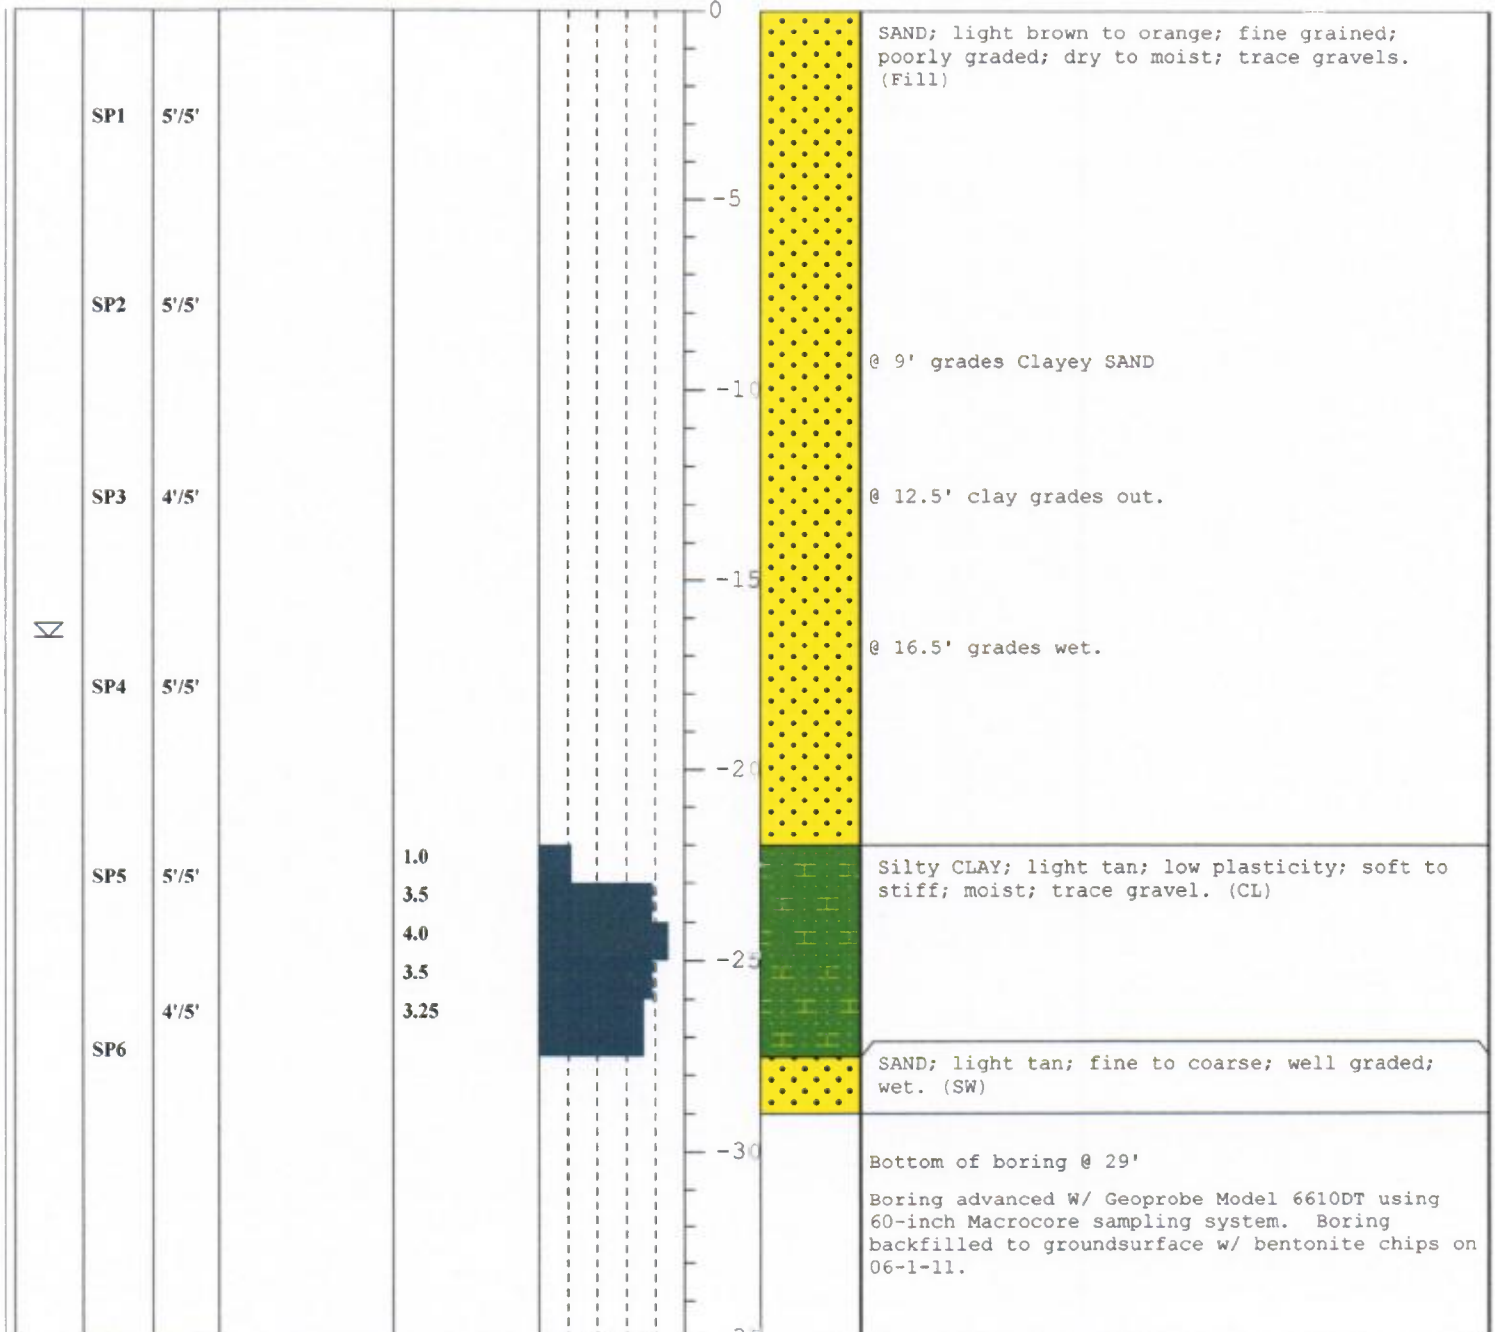 0
SAND; light brown to orange; fine grained;
poorly graded; dry to moist; trace gravels.
(Fill)
SP1 5'/5'
-5
SP2 5'/5'
@ 9' grades Clayey SAND
-10
SP3 4'/5'
@ 12.5' clay grades out.
-15
@ 16.5' grades wet.
SP4 5'/5'
-20
1.0
Silty CLAY; light tan; low plasticity; soft to
SP5 5'/5'
stiff; moist; trace gravel. (CL)
3.5
4.0
-25
3.5
4'/5' 3.25
SP6
SAND; light tan; fine to coarse; well graded;
wet. (SW)
-30
Bottom of boring @ 29'
Boring advanced W/ Geoprobe Model 6610DT using
60-inch Macrocore sampling system. Boring
backfilled to groundsurface w/ bentonite chips on
06-1-11.